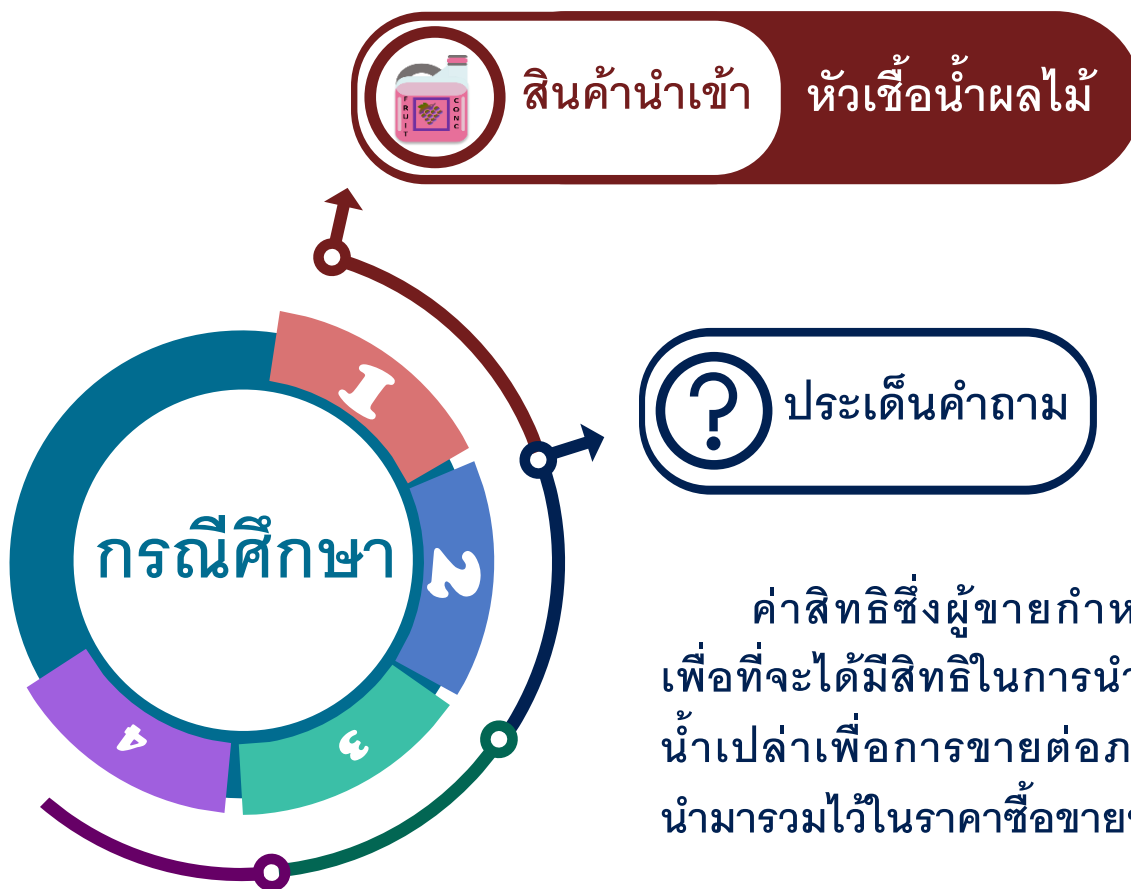 FRUIT CONC
สินค้านำเข้า หัวเชื้อน้ำผลไม้
1
ประเด็นคำถาม
2
กรณีศึกษา
ค่าสิทธิซึ่งผู้ขายกำห
เพื่อที่จะได้มีสิทธิในการนำ
น้ำเปล่าเพื่อการขายต่อภ
นำมารวมไว้ในราคาซื้อขาย
4
3